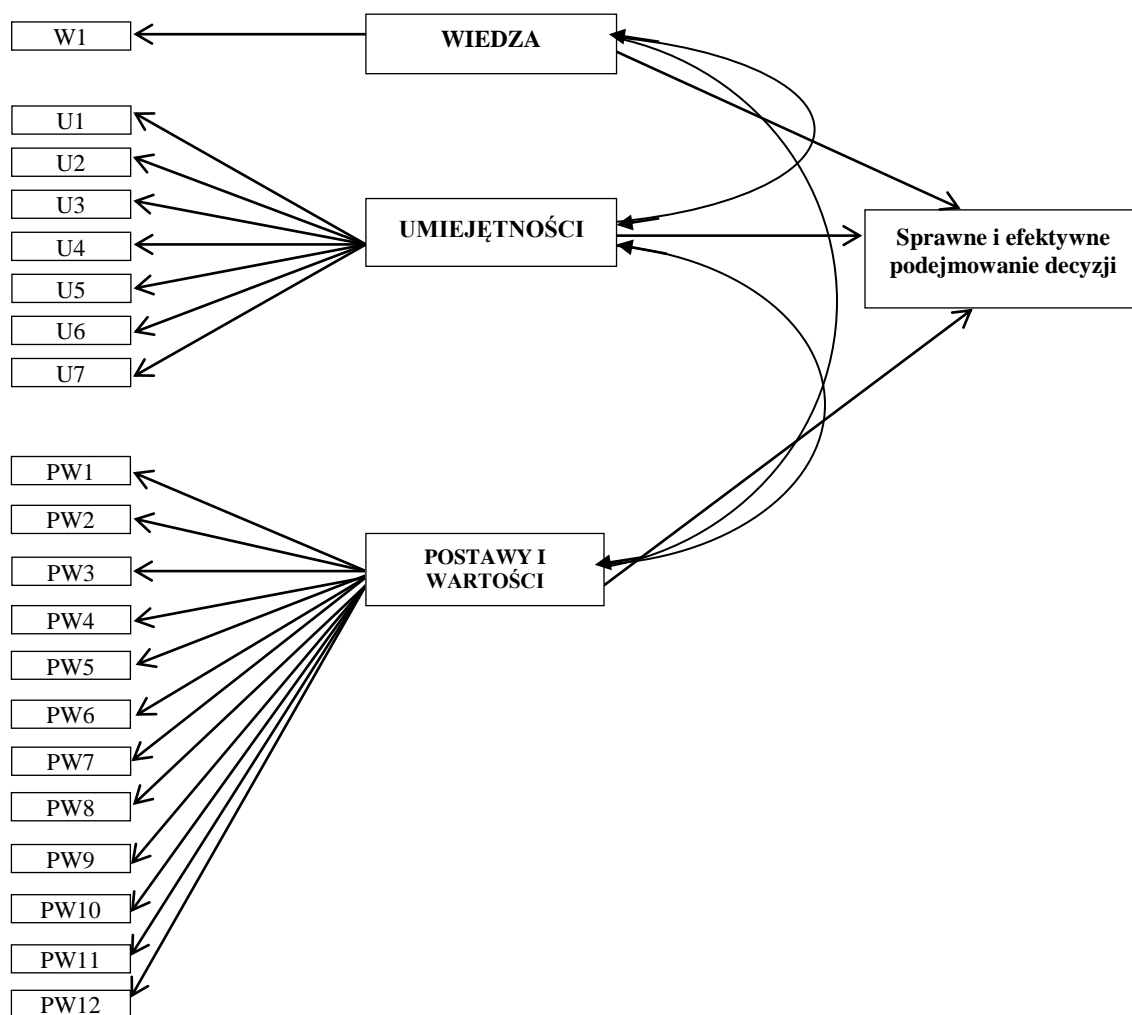 W1
WIEDZA
U1
U2
U3
U4
U5
U6
U7
UMIEJĘTNOŚCI
Sprawne i efektywne
podejmowanie decyzji
PW1
PW2
PW3
PW4
PW5
PW6
PW7
PW8
PW9
PW10
PW11
PW12
POSTAWY I
WARTOŚCI